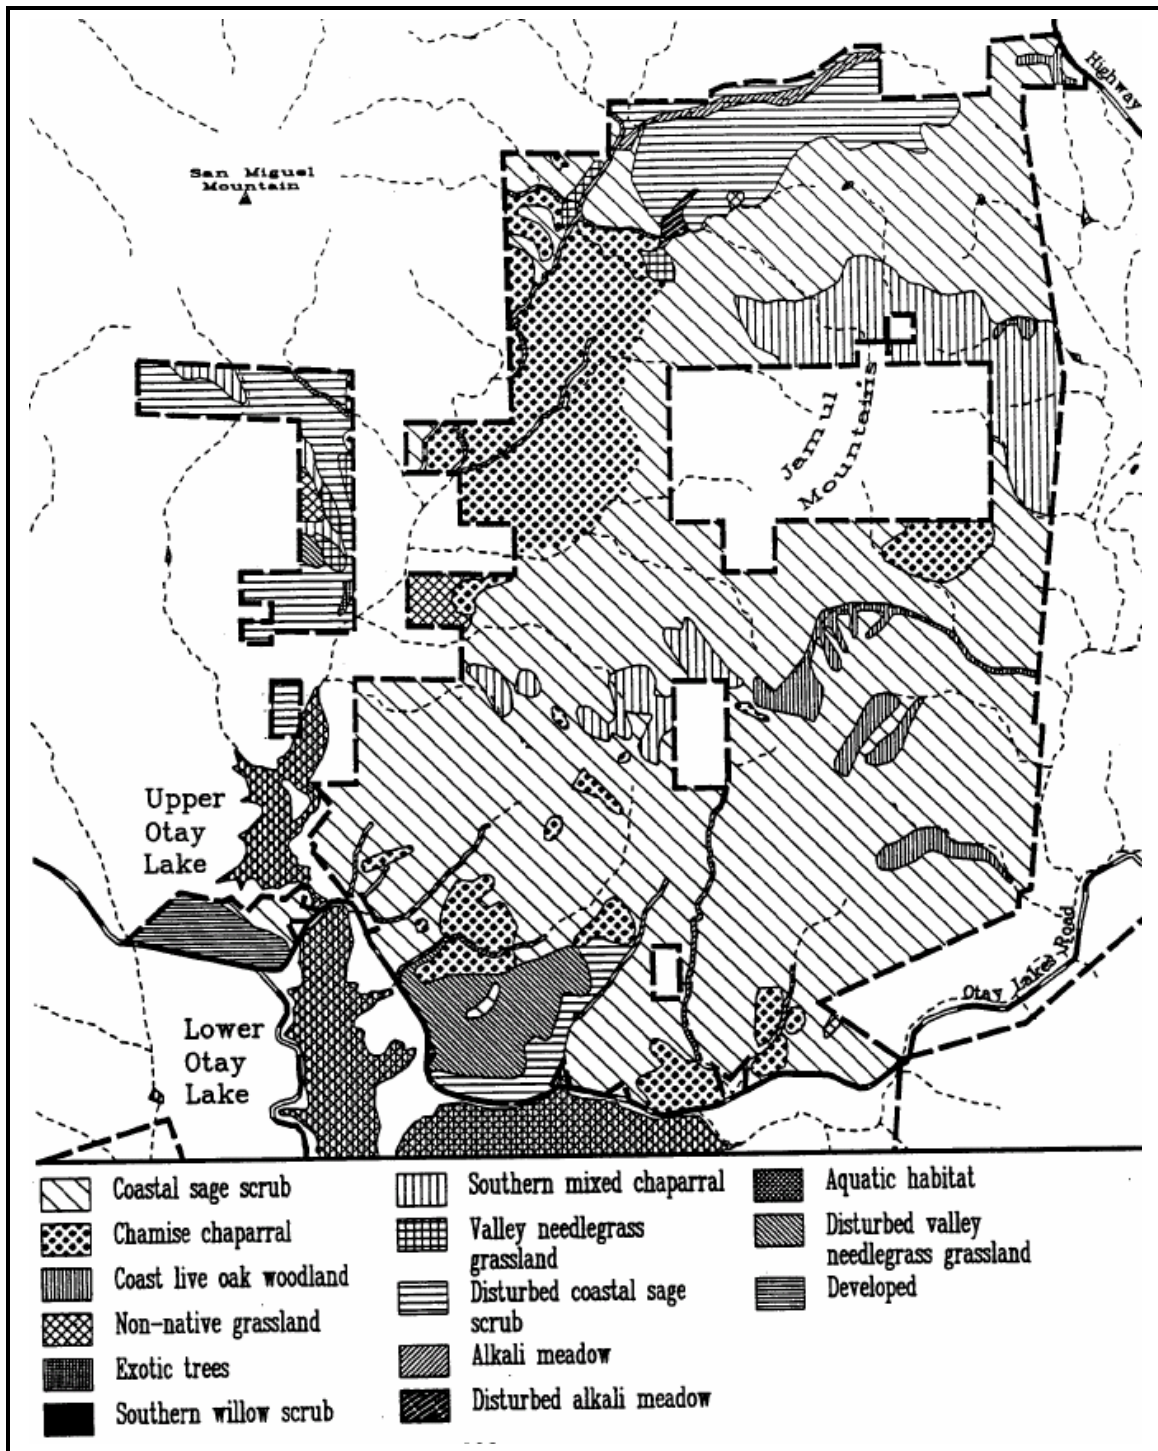 Highway
San Miguel
Mountain
Jamul
Mountains
Upper
Otay
Lake
Otay Lakes Road
Lower
Otay
Lake
Coastal sage scrub
Chamise chaparral
Coast live oak woodland
Non-native grassland
Exotic trees
Southern willow scrub
Southern mixed chaparral
Valley needlegrass
grassland
Disturbed coastal sage
scrub
Alkali meadow
Disturbed alkali meadow
Aquatic habitat
Disturbed valley
needlegrass grassland
Developed